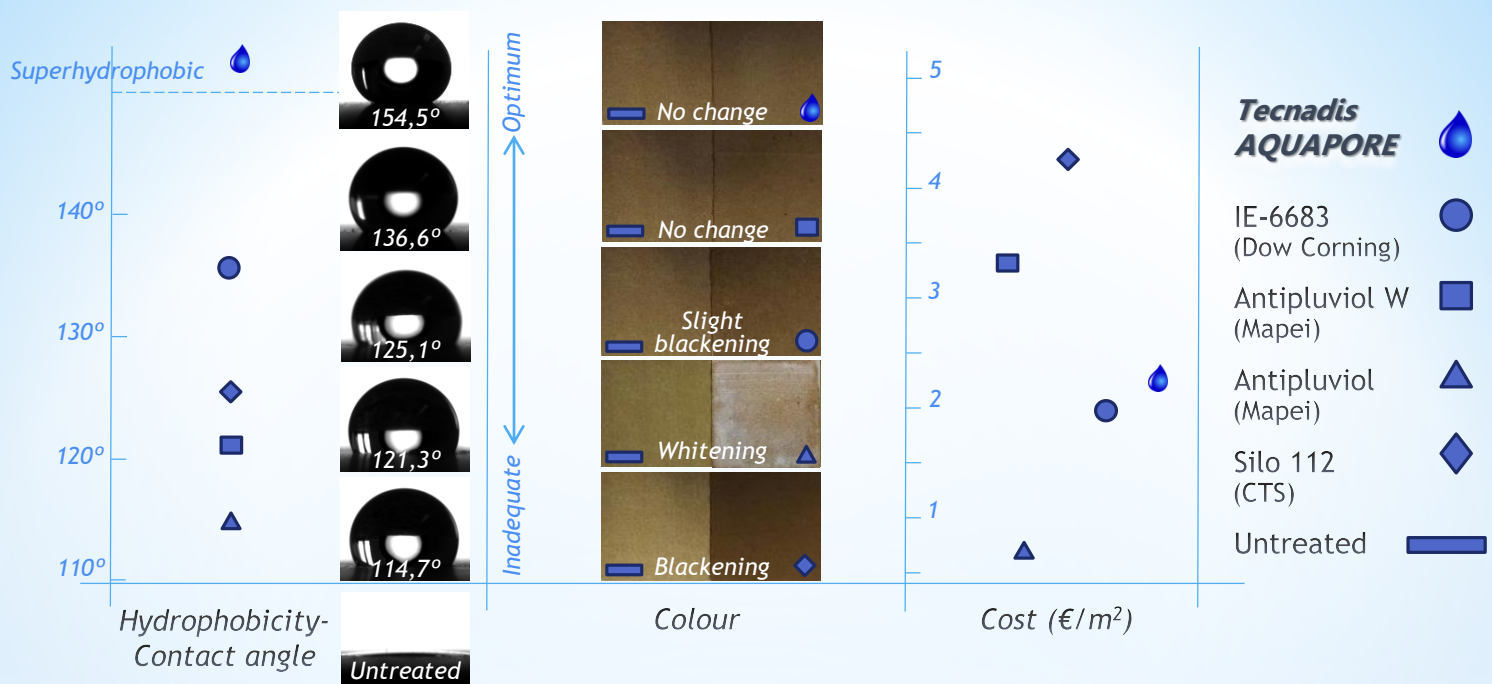 Superhydrophobic
140º
130º
120º
110º
Hydrophobicity-
Contact angle
154,5º
136,6º
125,1º
121,3º
114,7º
Untreated
Optimum
Inadequate
No change
No change
Slight
blackening
Whitening
Blackening
Colour
5
4
3
2
1
Cost (€/m²)
Tecnadis
AQUAPORE
IE-6683
(Dow Corning)
Antipluviol W
(Mapei)
Antipluviol
(Mapei)
Silo 112
(CTS)
Untreated